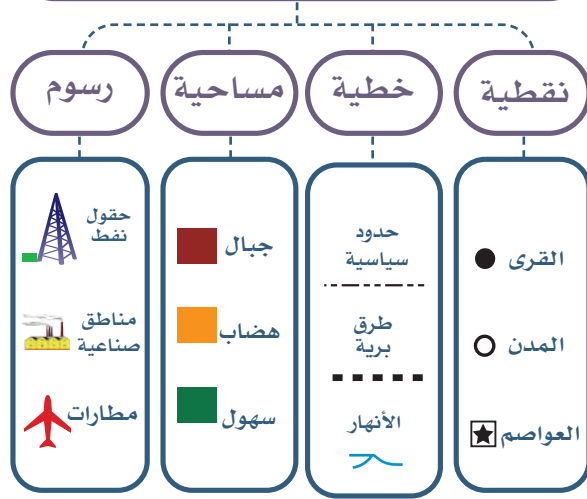 نقطية
خطية
مساحية
رسوم
القرى
المدن
العواصم
حدود
سياسية
طرق
برية
الأنهار
جبال
هضاب
سهول
حقول
نفط
مناطق
صناعية
مطارات